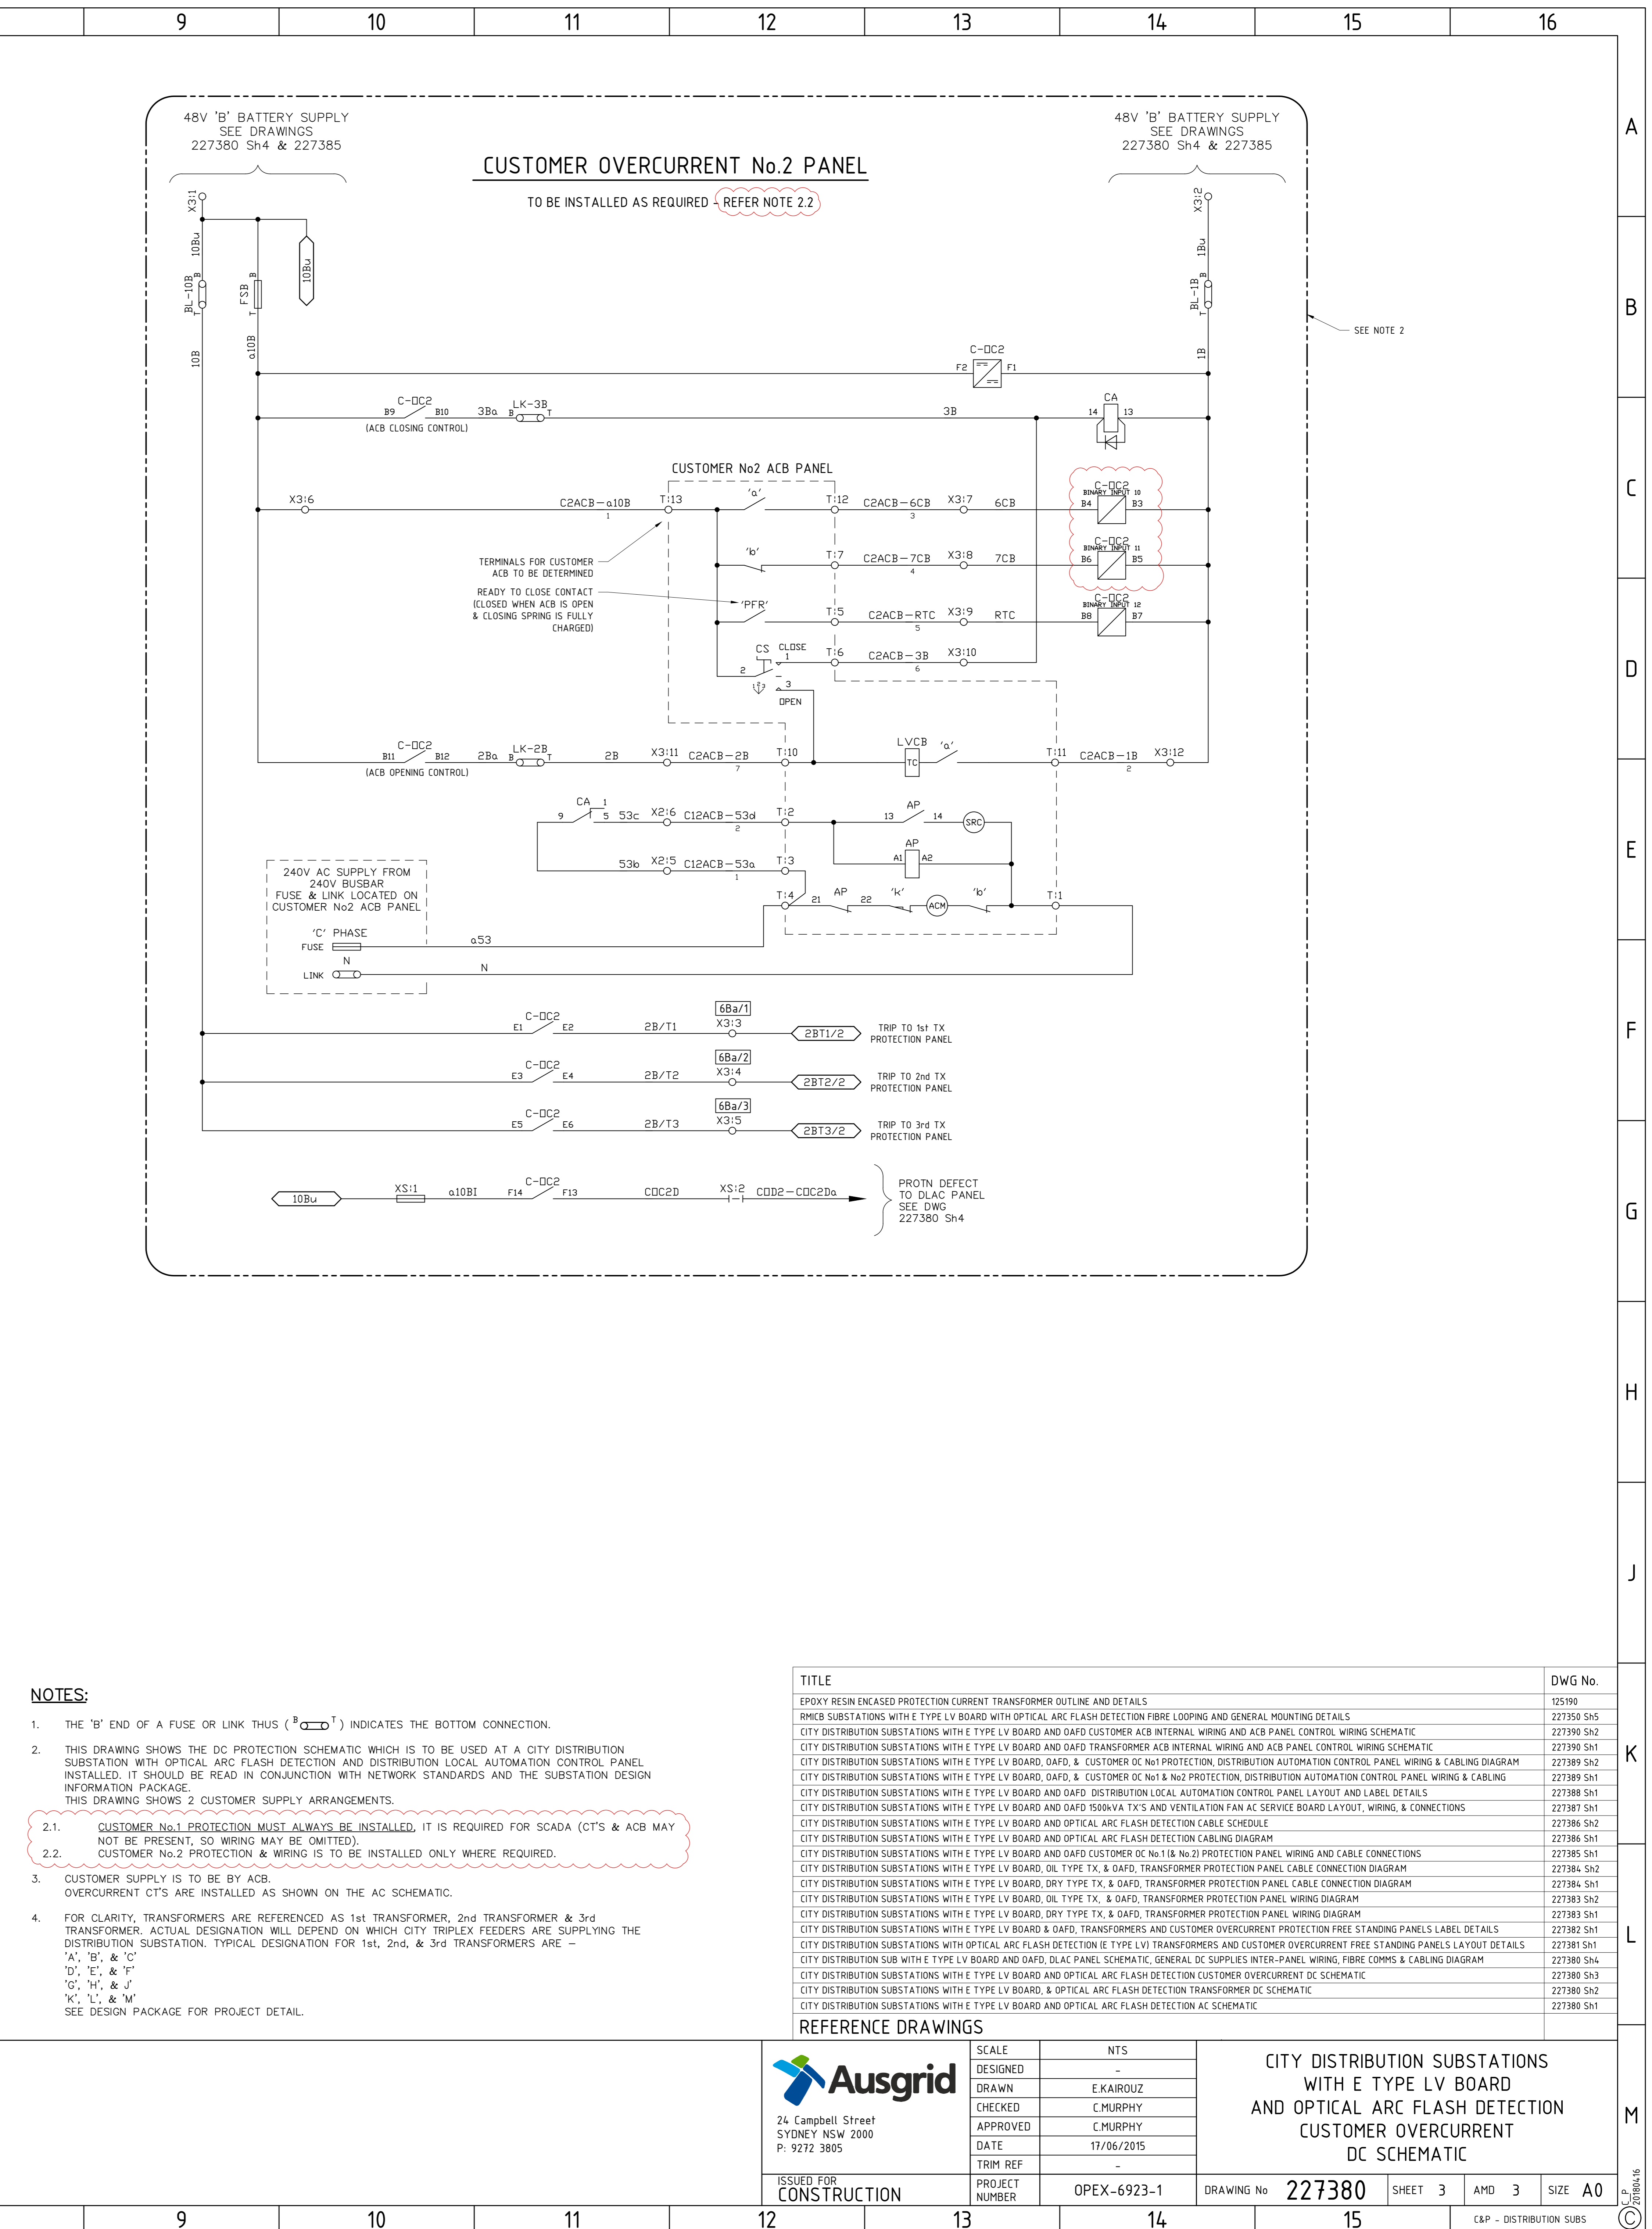 9 10 11 12 13 14 15 16
48V 'B' BATTERY SUPPLY
SEE DRAWINGS
227380 Sh4 & 227385
CUSTOMER OVERCURRENT No.2 PANEL
TO BE INSTALLED AS REQUIRED - REFER NOTE 2.2
48V 'B' BATTERY SUPPLY
SEE DRAWINGS
227380 Sh4 & 227385
A
X3:1
X3:2
10Bu
10Bu
1Bu
BL-10B
B
T
FSB
B
T
BL-1B
B
T
B
SEE NOTE 2
10B
a10B
1B
C-OC2
F2 F1
C-OC2
B9 B10 3Ba
LK-3B
B T
3B
(ACB CLOSING CONTROL)
CA
14 13
CUSTOMER No2 ACB PANEL
X3:6
C2ACB-a10B
1
T:13
'a'
T:12
C2ACB-6CB
3
X3:7
6CB
C-OC2
BINARY INPUT 10
B4 B3
C
TERMINALS FOR CUSTOMER
ACB TO BE DETERMINED
'b'
T:7
C2ACB-7CB
4
X3:8
7CB
C-OC2
BINARY INPUT 11
B6 B5
READY TO CLOSE CONTACT
(CLOSED WHEN ACB IS OPEN
& CLOSING SPRING IS FULLY
CHARGED)
'PFR'
T:5
C2ACB-RTC
5
X3:9
RTC
C-OC2
BINARY INPUT 12
B8 B7
CS CLOSE
1
2
3
OPEN
1 2 3
T:6
C2ACB-3B
6
X3:10
D
C-OC2
B11 B12 2Ba
LK-2B
B T
2B
(ACB OPENING CONTROL)
X3:11
C2ACB-2B
7
T:10
LVCB
TC
'a'
T:11
C2ACB-1B
2
X3:12
CA 1
9 5 53c
X2:6
C12ACB-53d
2
T:2
AP
13 14
SRC
AP
A1 A2
E
53b
X2:5
C12ACB-53a
1
T:3
T:4
21 AP 22 'k'
ACM
'b'
T:1
240V AC SUPPLY FROM
240V BUSBAR
FUSE & LINK LOCATED ON
CUSTOMER No2 ACB PANEL
'C' PHASE
FUSE
a53
N
LINK
N
C-OC2
E1 E2
2B/T1
6Ba/1
X3:3
2BT1/2
TRIP TO 1st TX
PROTECTION PANEL
F
C-OC2
E3 E4
2B/T2
6Ba/2
X3:4
2BT2/2
TRIP TO 2nd TX
PROTECTION PANEL
C-OC2
E5 E6
2B/T3
6Ba/3
X3:5
2BT3/2
TRIP TO 3rd TX
PROTECTION PANEL
10Bu
XS:1
a10BI
C-OC2
F14 F13
COC2D
XS:2
COD2-COC2Da
PROTN DEFECT
TO DLAC PANEL
SEE DWG
227380 Sh4
G
H
J
K
L
M
NOTES:
1. THE 'B' END OF A FUSE OR LINK THUS ( B T ) INDICATES THE BOTTOM CONNECTION.
2. THIS DRAWING SHOWS THE DC PROTECTION SCHEMATIC WHICH IS TO BE USED AT A CITY DISTRIBUTION
SUBSTATION WITH OPTICAL ARC FLASH DETECTION AND DISTRIBUTION LOCAL AUTOMATION CONTROL PANEL
INSTALLED. IT SHOULD BE READ IN CONJUNCTION WITH NETWORK STANDARDS AND THE SUBSTATION DESIGN
INFORMATION PACKAGE.
THIS DRAWING SHOWS 2 CUSTOMER SUPPLY ARRANGEMENTS.
2.1. CUSTOMER No.1 PROTECTION MUST ALWAYS BE INSTALLED, IT IS REQUIRED FOR SCADA (CT'S & ACB MAY
NOT BE PRESENT, SO WIRING MAY BE OMITTED).
2.2. CUSTOMER No.2 PROTECTION & WIRING IS TO BE INSTALLED ONLY WHERE REQUIRED.
3. CUSTOMER SUPPLY IS TO BE BY ACB.
OVERCURRENT CT'S ARE INSTALLED AS SHOWN ON THE AC SCHEMATIC.
4. FOR CLARITY, TRANSFORMERS ARE REFERENCED AS 1st TRANSFORMER, 2nd TRANSFORMER & 3rd
TRANSFORMER. ACTUAL DESIGNATION WILL DEPEND ON WHICH CITY TRIPLEX FEEDERS ARE SUPPLYING THE
DISTRIBUTION SUBSTATION. TYPICAL DESIGNATION FOR 1st, 2nd, & 3rd TRANSFORMERS ARE –
'A', 'B', & 'C'
'D', 'E', & 'F'
'G', 'H', & J'
'K', 'L', & 'M'
SEE DESIGN PACKAGE FOR PROJECT DETAIL.
TITLE DWG No.
EPOXY RESIN ENCASED PROTECTION CURRENT TRANSFORMER OUTLINE AND DETAILS 125190
RMICB SUBSTATIONS WITH E TYPE LV BOARD WITH OPTICAL ARC FLASH DETECTION FIBRE LOOPING AND GENERAL MOUNTING DETAILS 227350 Sh5
CITY DISTRIBUTION SUBSTATIONS WITH E TYPE LV BOARD AND OAFD CUSTOMER ACB INTERNAL WIRING AND ACB PANEL CONTROL WIRING SCHEMATIC 227390 Sh2
CITY DISTRIBUTION SUBSTATIONS WITH E TYPE LV BOARD AND OAFD TRANSFORMER ACB INTERNAL WIRING AND ACB PANEL CONTROL WIRING SCHEMATIC 227390 Sh1
CITY DISTRIBUTION SUBSTATIONS WITH E TYPE LV BOARD, OAFD, & CUSTOMER OC No1 PROTECTION, DISTRIBUTION AUTOMATION CONTROL PANEL WIRING & CABLING DIAGRAM 227389 Sh2
CITY DISTRIBUTION SUBSTATIONS WITH E TYPE LV BOARD, OAFD, & CUSTOMER OC No1 & No2 PROTECTION, DISTRIBUTION AUTOMATION CONTROL PANEL WIRING & CABLING 227389 Sh1
CITY DISTRIBUTION SUBSTATIONS WITH E TYPE LV BOARD AND OAFD DISTRIBUTION LOCAL AUTOMATION CONTROL PANEL LAYOUT AND LABEL DETAILS 227388 Sh1
CITY DISTRIBUTION SUBSTATIONS WITH E TYPE LV BOARD AND OAFD 1500kVA TX'S AND VENTILATION FAN AC SERVICE BOARD LAYOUT, WIRING, & CONNECTIONS 227387 Sh1
CITY DISTRIBUTION SUBSTATIONS WITH E TYPE LV BOARD AND OPTICAL ARC FLASH DETECTION CABLE SCHEDULE 227386 Sh2
CITY DISTRIBUTION SUBSTATIONS WITH E TYPE LV BOARD AND OPTICAL ARC FLASH DETECTION CABLING DIAGRAM 227386 Sh1
CITY DISTRIBUTION SUBSTATIONS WITH E TYPE LV BOARD AND OAFD CUSTOMER OC No.1 (& No.2) PROTECTION PANEL WIRING AND CABLE CONNECTIONS 227385 Sh1
CITY DISTRIBUTION SUBSTATIONS WITH E TYPE LV BOARD, OIL TYPE TX, & OAFD, TRANSFORMER PROTECTION PANEL CABLE CONNECTION DIAGRAM 227384 Sh2
CITY DISTRIBUTION SUBSTATIONS WITH E TYPE LV BOARD, DRY TYPE TX, & OAFD, TRANSFORMER PROTECTION PANEL CABLE CONNECTION DIAGRAM 227384 Sh1
CITY DISTRIBUTION SUBSTATIONS WITH E TYPE LV BOARD, OIL TYPE TX, & OAFD, TRANSFORMER PROTECTION PANEL WIRING DIAGRAM 227383 Sh2
CITY DISTRIBUTION SUBSTATIONS WITH E TYPE LV BOARD, DRY TYPE TX, & OAFD, TRANSFORMER PROTECTION PANEL WIRING DIAGRAM 227383 Sh1
CITY DISTRIBUTION SUBSTATIONS WITH E TYPE LV BOARD & OAFD, TRANSFORMERS AND CUSTOMER OVERCURRENT PROTECTION FREE STANDING PANELS LABEL DETAILS 227382 Sh1
CITY DISTRIBUTION SUBSTATIONS WITH OPTICAL ARC FLASH DETECTION (E TYPE LV) TRANSFORMERS AND CUSTOMER OVERCURRENT FREE STANDING PANELS LAYOUT DETAILS 227381 Sh1
CITY DISTRIBUTION SUB WITH E TYPE LV BOARD AND OAFD, DLAC PANEL SCHEMATIC, GENERAL DC SUPPLIES INTER-PANEL WIRING, FIBRE COMMS & CABLING DIAGRAM 227380 Sh4
CITY DISTRIBUTION SUBSTATIONS WITH E TYPE LV BOARD AND OPTICAL ARC FLASH DETECTION CUSTOMER OVERCURRENT DC SCHEMATIC 227380 Sh3
CITY DISTRIBUTION SUBSTATIONS WITH E TYPE LV BOARD, & OPTICAL ARC FLASH DETECTION TRANSFORMER DC SCHEMATIC 227380 Sh2
CITY DISTRIBUTION SUBSTATIONS WITH E TYPE LV BOARD AND OPTICAL ARC FLASH DETECTION AC SCHEMATIC 227380 Sh1
REFERENCE DRAWINGS
Ausgrid
24 Campbell Street
SYDNEY NSW 2000
P: 9272 3805
ISSUED FOR
CONSTRUCTION
SCALE NTS
DESIGNED -
DRAWN E.KAIROUZ
CHECKED C.MURPHY
APPROVED C.MURPHY
DATE 17/06/2015
TRIM REF -
PROJECT NUMBER OPEX-6923-1
CITY DISTRIBUTION SUBSTATIONS
WITH E TYPE LV BOARD
AND OPTICAL ARC FLASH DETECTION
CUSTOMER OVERCURRENT
DC SCHEMATIC
DRAWING No 227380 SHEET 3 AMD 3 SIZE A0
C_P
20180416
©
9 10 11 12 13 14 15
C&P - DISTRIBUTION SUBS